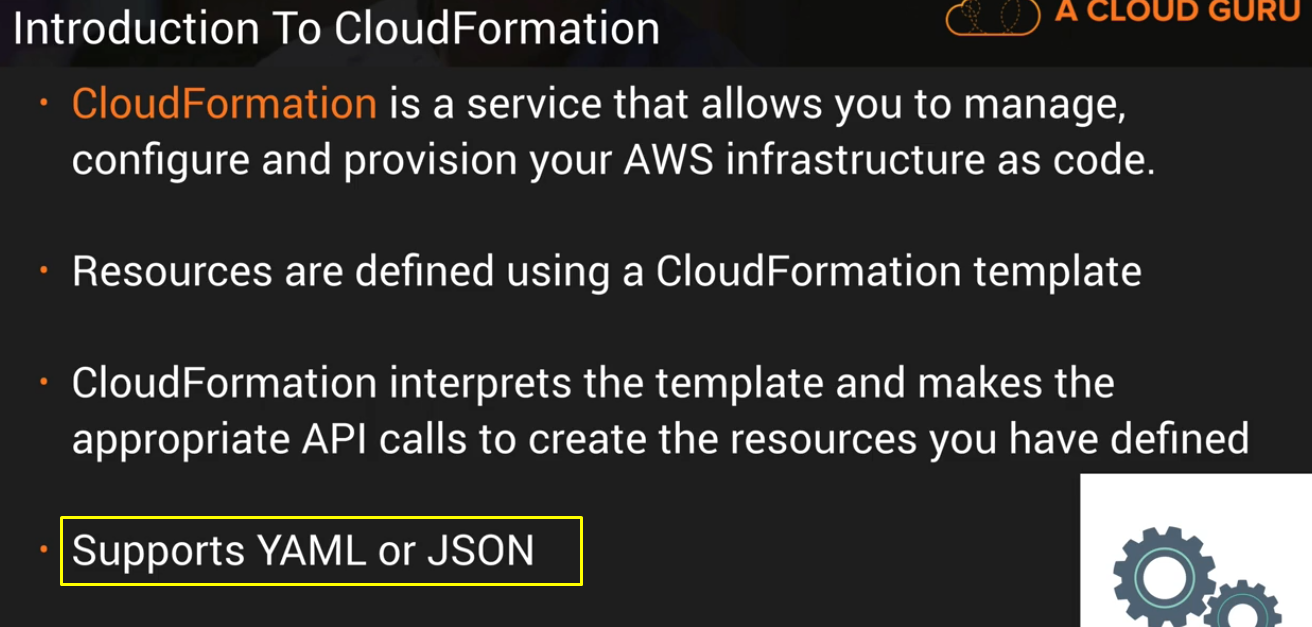 Introduction To CloudFormation
A CLOUD GURU
• CloudFormation is a service that allows you to manage,
configure and provision your AWS infrastructure as code.
• Resources are defined using a CloudFormation template
• CloudFormation interprets the template and makes the
appropriate API calls to create the resources you have defined
• Supports YAML or JSON